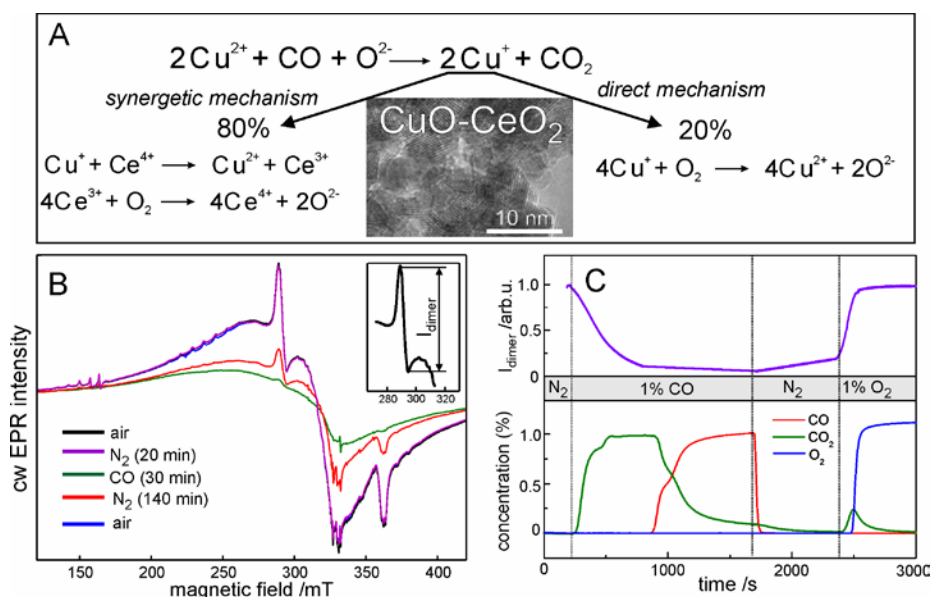 A
2Cu²⁺ + CO + O²⁻ → 2Cu⁺ + CO₂
synergetic mechanism
direct mechanism
80%
20%
CuO-CeO₂
Cu⁺ + Ce⁴⁺ → Cu²⁺ + Ce³⁺
4Ce³⁺ + O₂ → 4Ce⁴⁺ + 2O²⁻
4Cu⁺ + O₂ → 4Cu²⁺ + 2O²⁻
10 nm
B
cw EPR intensity
I_dimer
280 300 320
air
N₂ (20 min)
CO (30 min)
N₂ (140 min)
air
150 200 250 300 350 400
magnetic field /mT
C
I_dimer /arb.u.
1.0
0.5
0
N₂ 1% CO N₂ 1% O₂
concentration (%)
1.0
0.5
0
CO
CO₂
O₂
0 1000 2000 3000
time /s